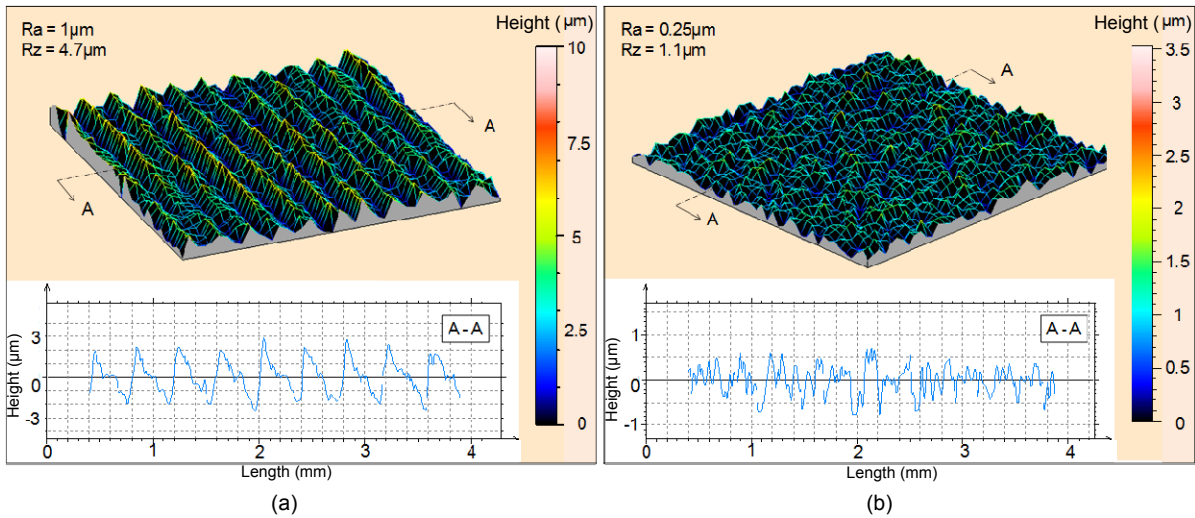 Ra = 1µm
Rz = 4.7µm
Height ( µm)
10
7.5
5
2.5
0
A
A
A - A
Height (µm)
3
0
-3
0
1
2
3
4
Length (mm)
(a)
Ra = 0.25µm
Rz = 1.1µm
Height ( µm)
3.5
3
2.5
2
1.5
1
0.5
0
A
A
A - A
Height (µm)
1
0
-1
0
1
2
3
4
Length (mm)
(b)